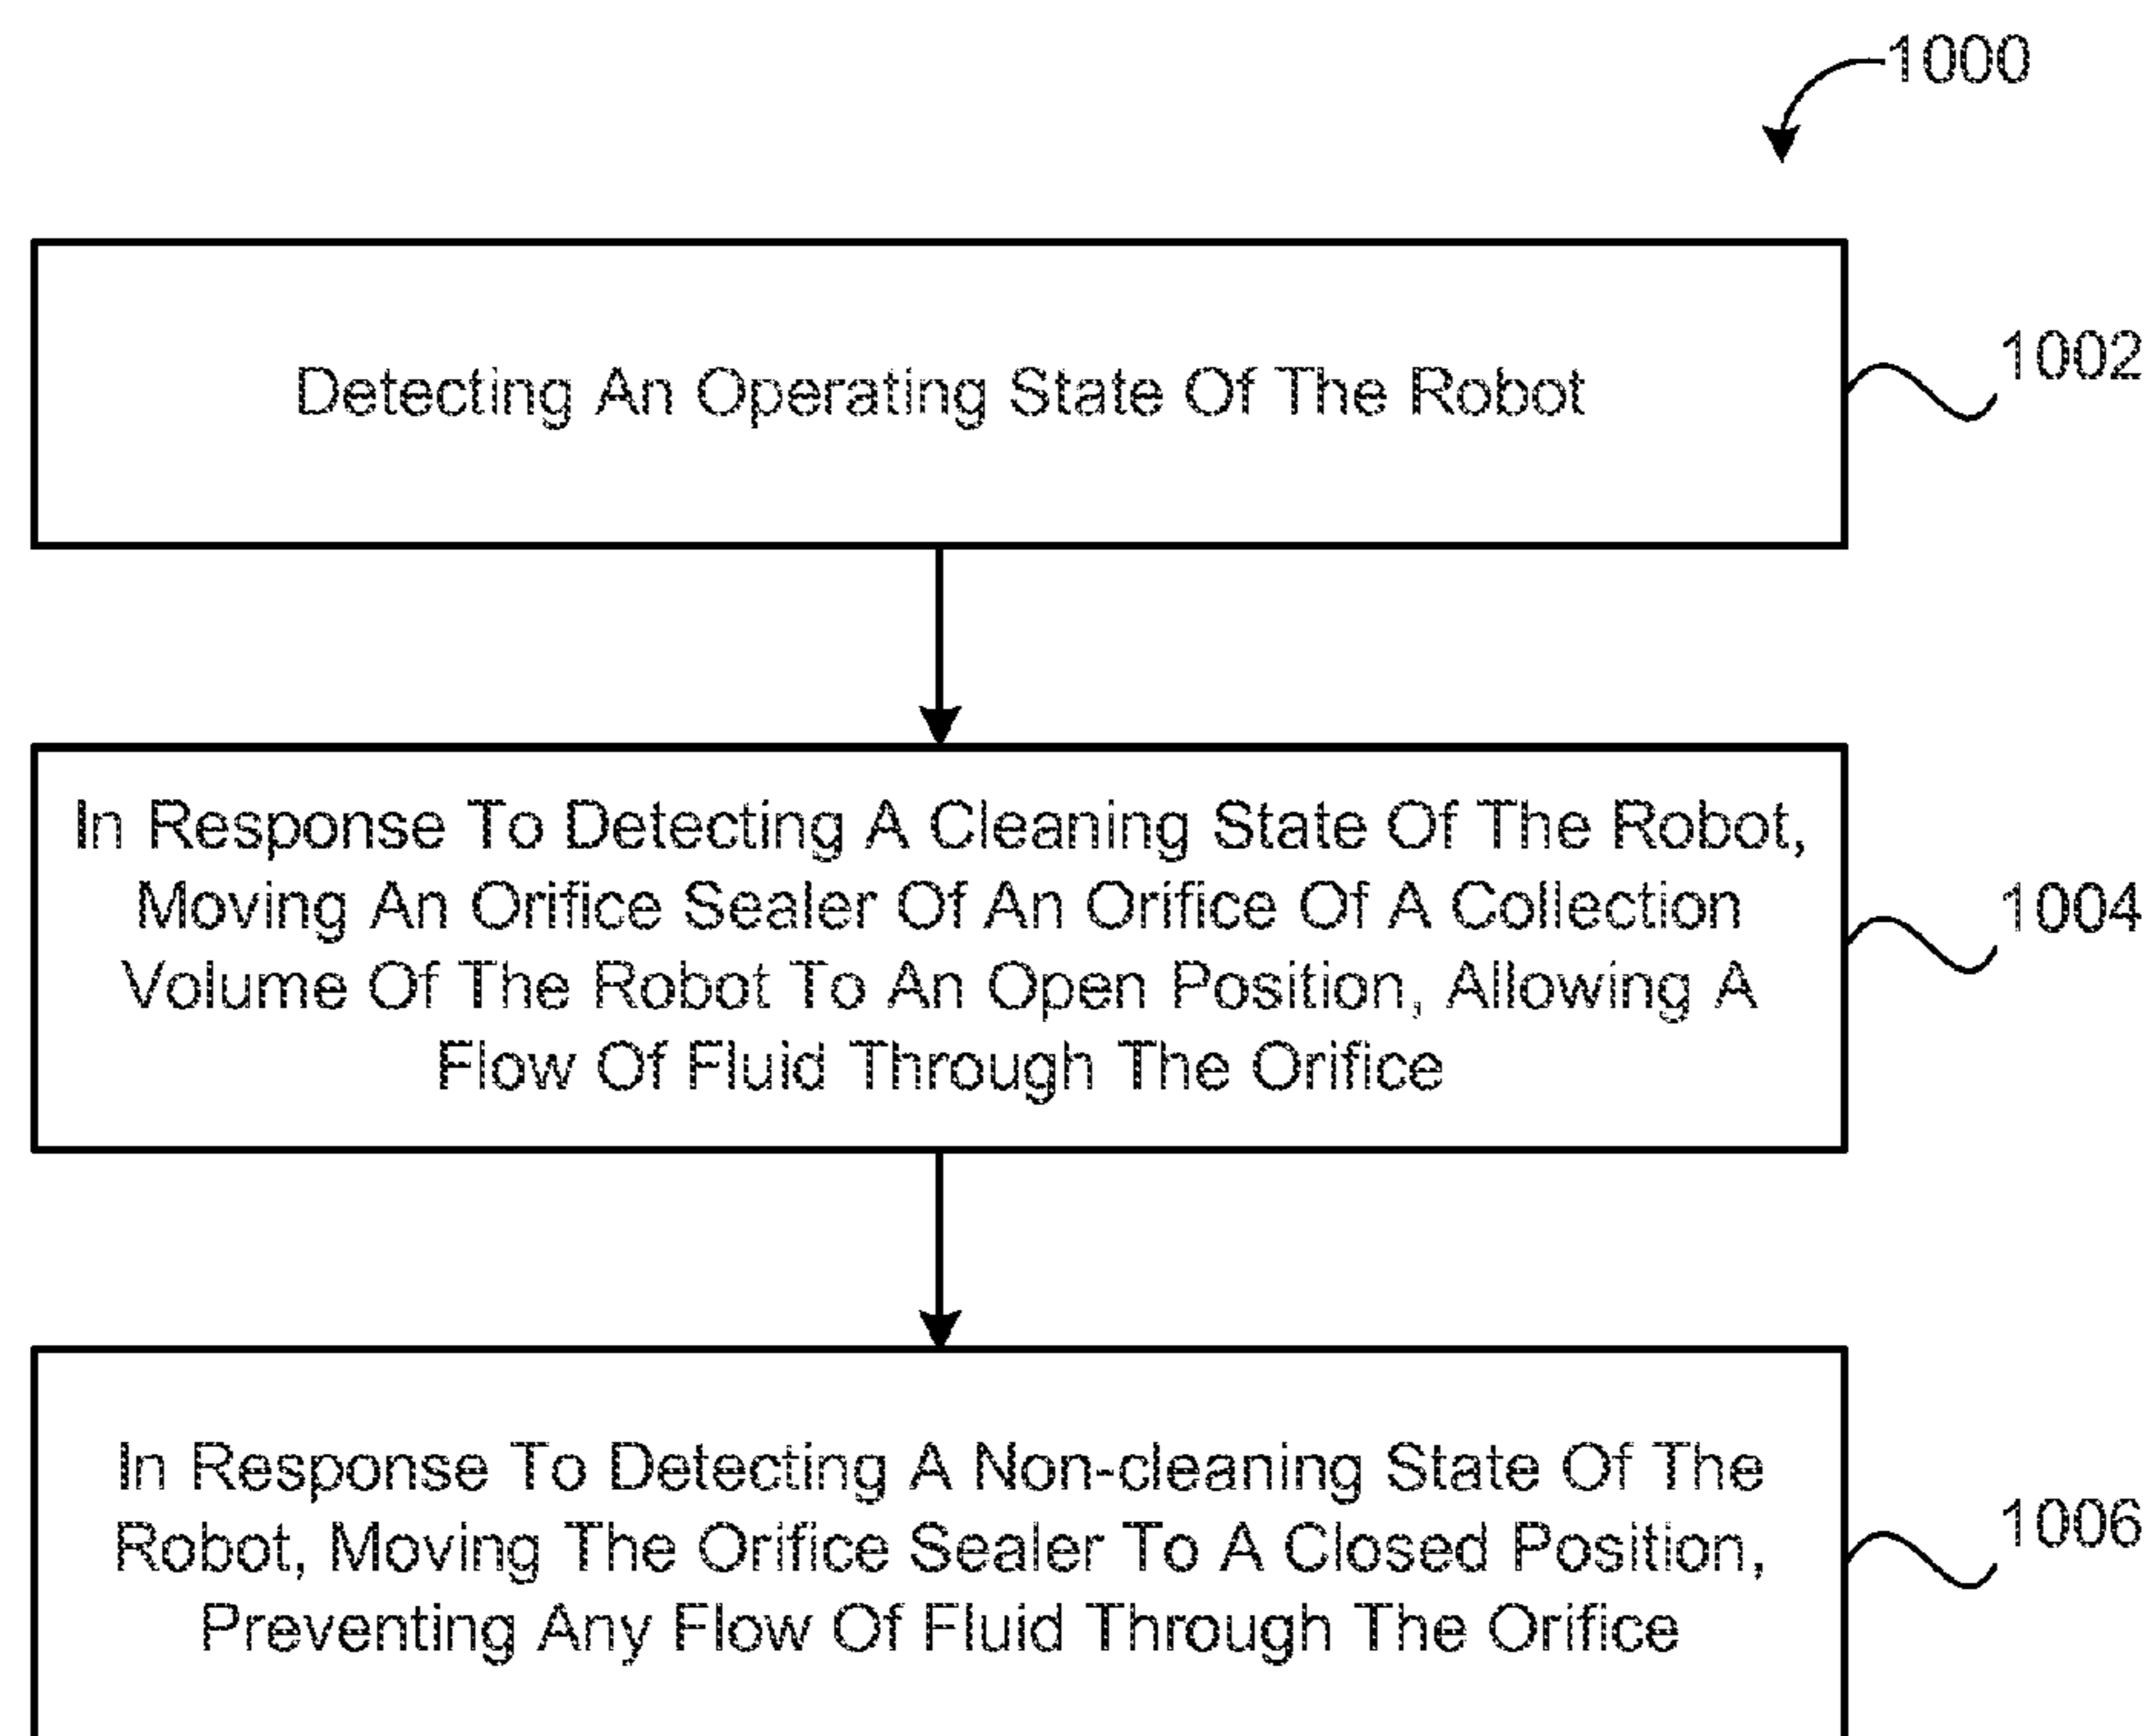 1000
Detecting An Operating State Of The Robot
1002
In Response To Detecting A Cleaning State Of The Robot,
Moving An Orifice Sealer Of An Orifice Of A Collection
Volume Of The Robot To An Open Position, Allowing A
Flow Of Fluid Through The Orifice
1004
In Response To Detecting A Non-cleaning State Of The
Robot, Moving The Orifice Sealer To A Closed Position,
Preventing Any Flow Of Fluid Through The Orifice
1006